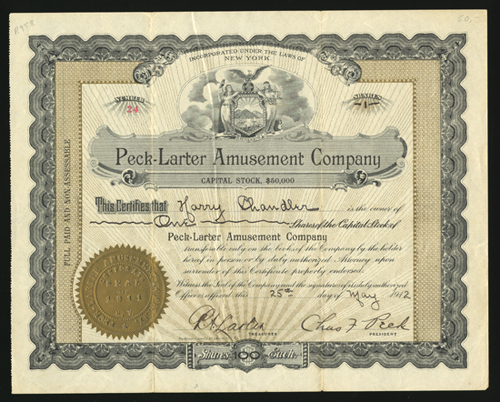 R958
50.-
INCORPORATED UNDER THE LAWS OF
NEW YORK
NUMBER
24
SHARES
1
Peck-Larter Amusement Company
CAPITAL STOCK, $50,000
This Certifies that Harry Chandler is the owner of
One Shares of the Capital Stock of
Peck-Larter Amusement Company
transferable only on the books of the Company by the holder
hereof in person or by duly authorized Attorney upon
surrender of this Certificate properly endorsed.
Witness the Seal of the Company and the signatures of its duly authorized
Officers affixed this 25th day of May 1912
R H Larter
TREASURER
Chas F Peck
PRESIDENT
Shares 100 Each.
FULL PAID AND NON-ASSESSABLE